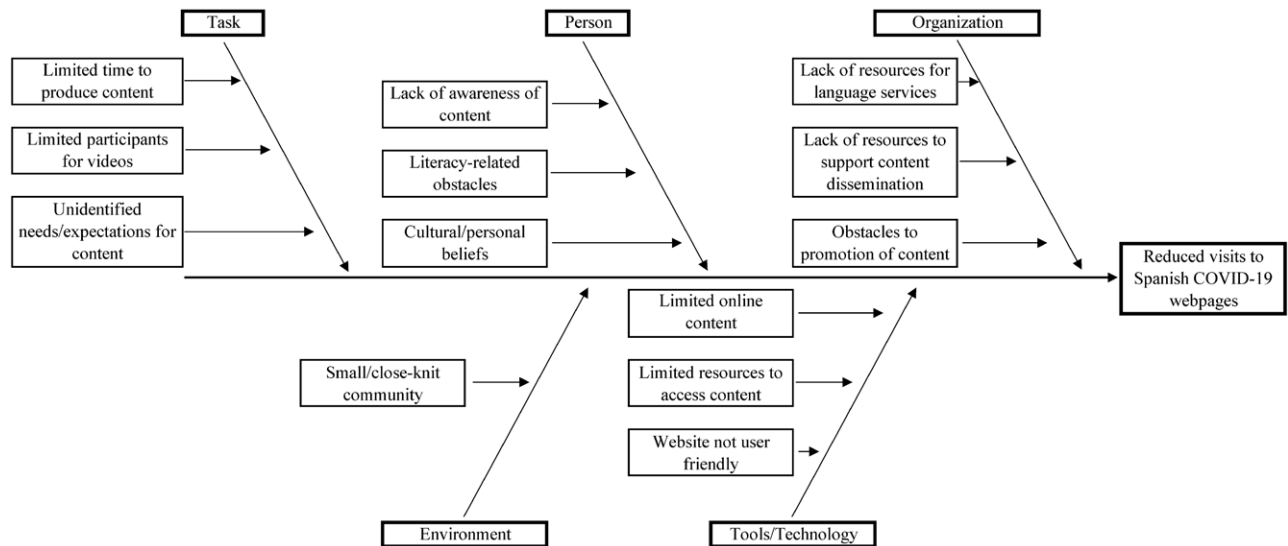 Task
Person
Organization
Limited time to
produce content
Limited participants
for videos
Unidentified
needs/expectations for
content
Lack of awareness of
content
Literacy-related
obstacles
Cultural/personal
beliefs
Lack of resources for
language services
Lack of resources to
support content
dissemination
Obstacles to
promotion of content
Reduced visits to
Spanish COVID-19
webpages
Small/close-knit
community
Limited online
content
Limited resources to
access content
Website not user
friendly
Environment
Tools/Technology